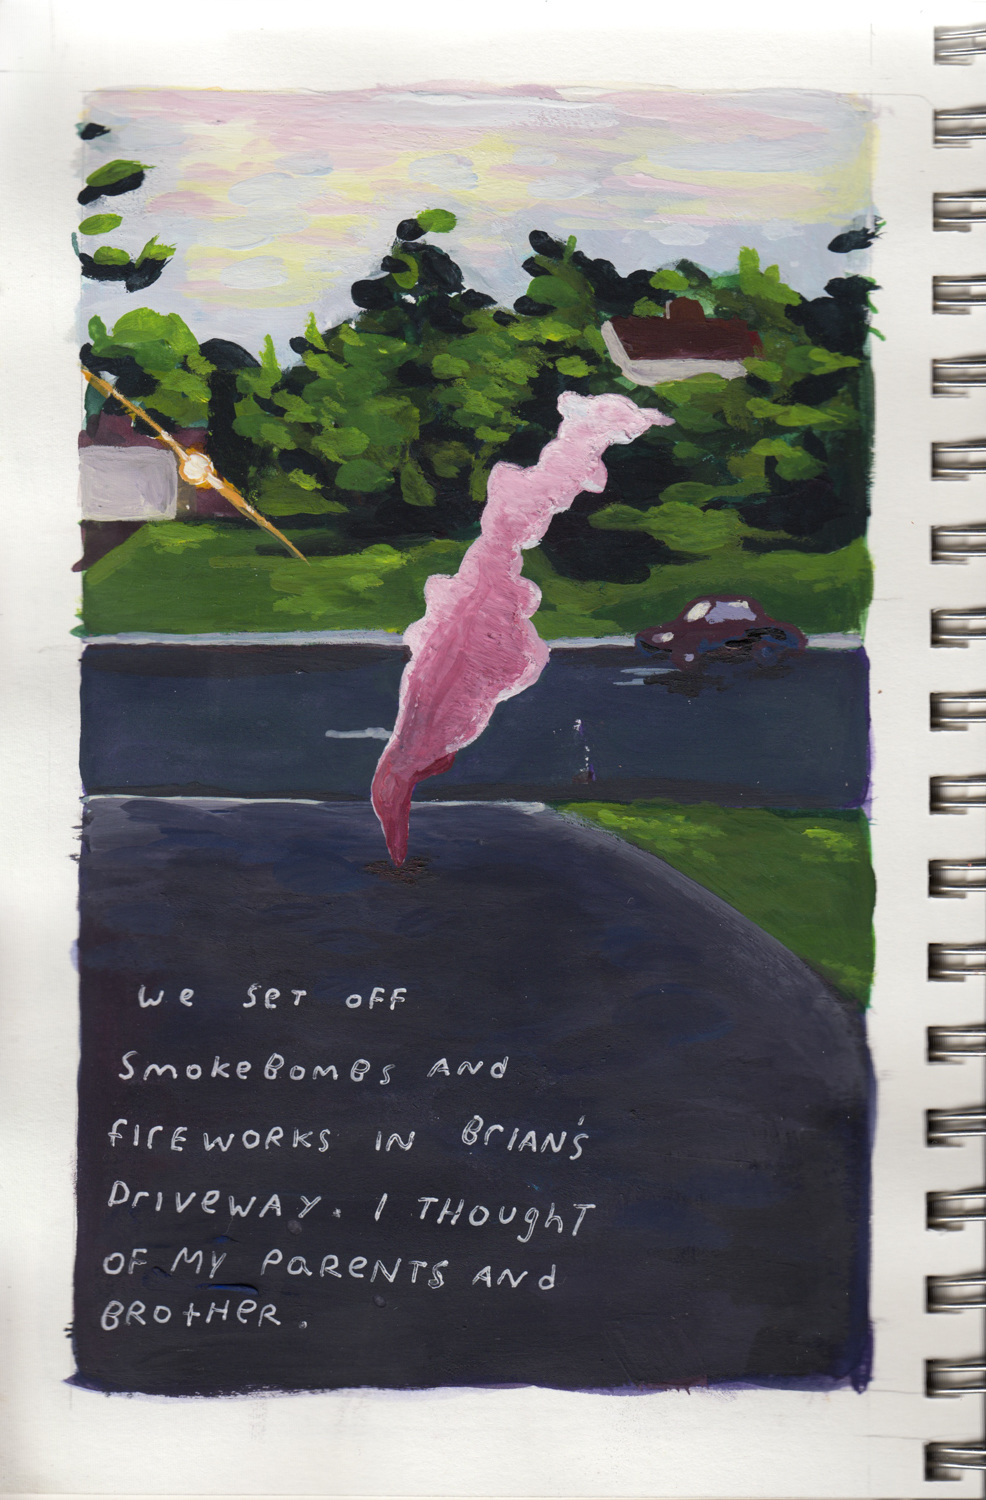 We SeT OFF
SmokeBomBs AND
fIrEWORKS IN BrIAN's
DrIveWAY. I THOughT
OF MY PareNTS AND
BROtHeR.